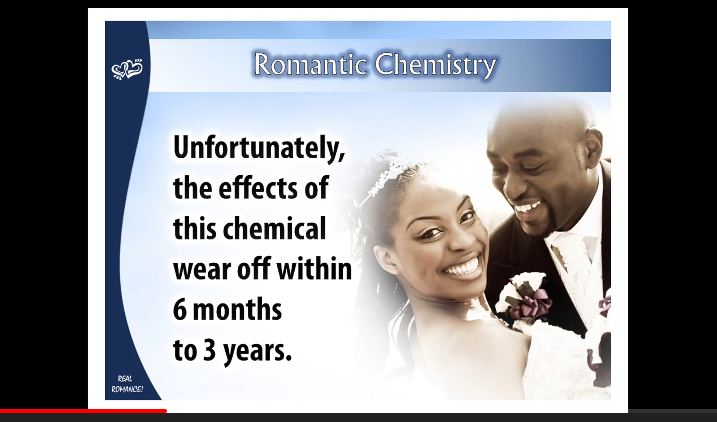 Romantic Chemistry
Unfortunately,
the effects of
this chemical
wear off within
6 months
to 3 years.
REAL
ROMANCE!